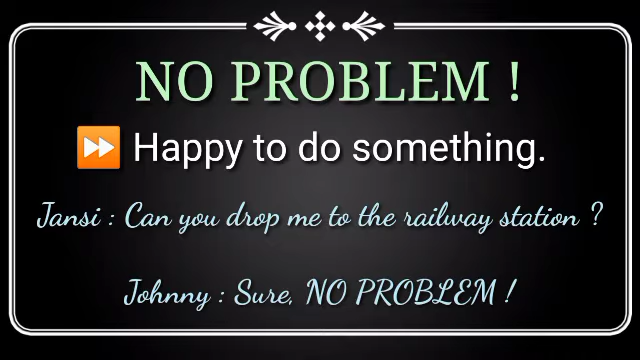 NO PROBLEM !
⏩ Happy to do something.
Jansi : Can you drop me to the railway station ?
Johnny : Sure, NO PROBLEM !